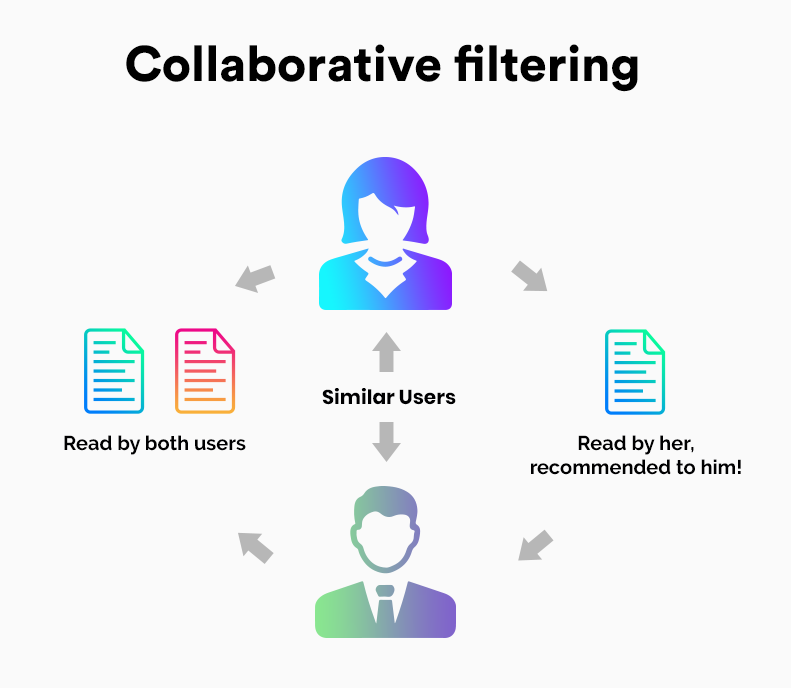 Collaborative filtering
Similar Users
Read by both users
Read by her,
recommended to him!